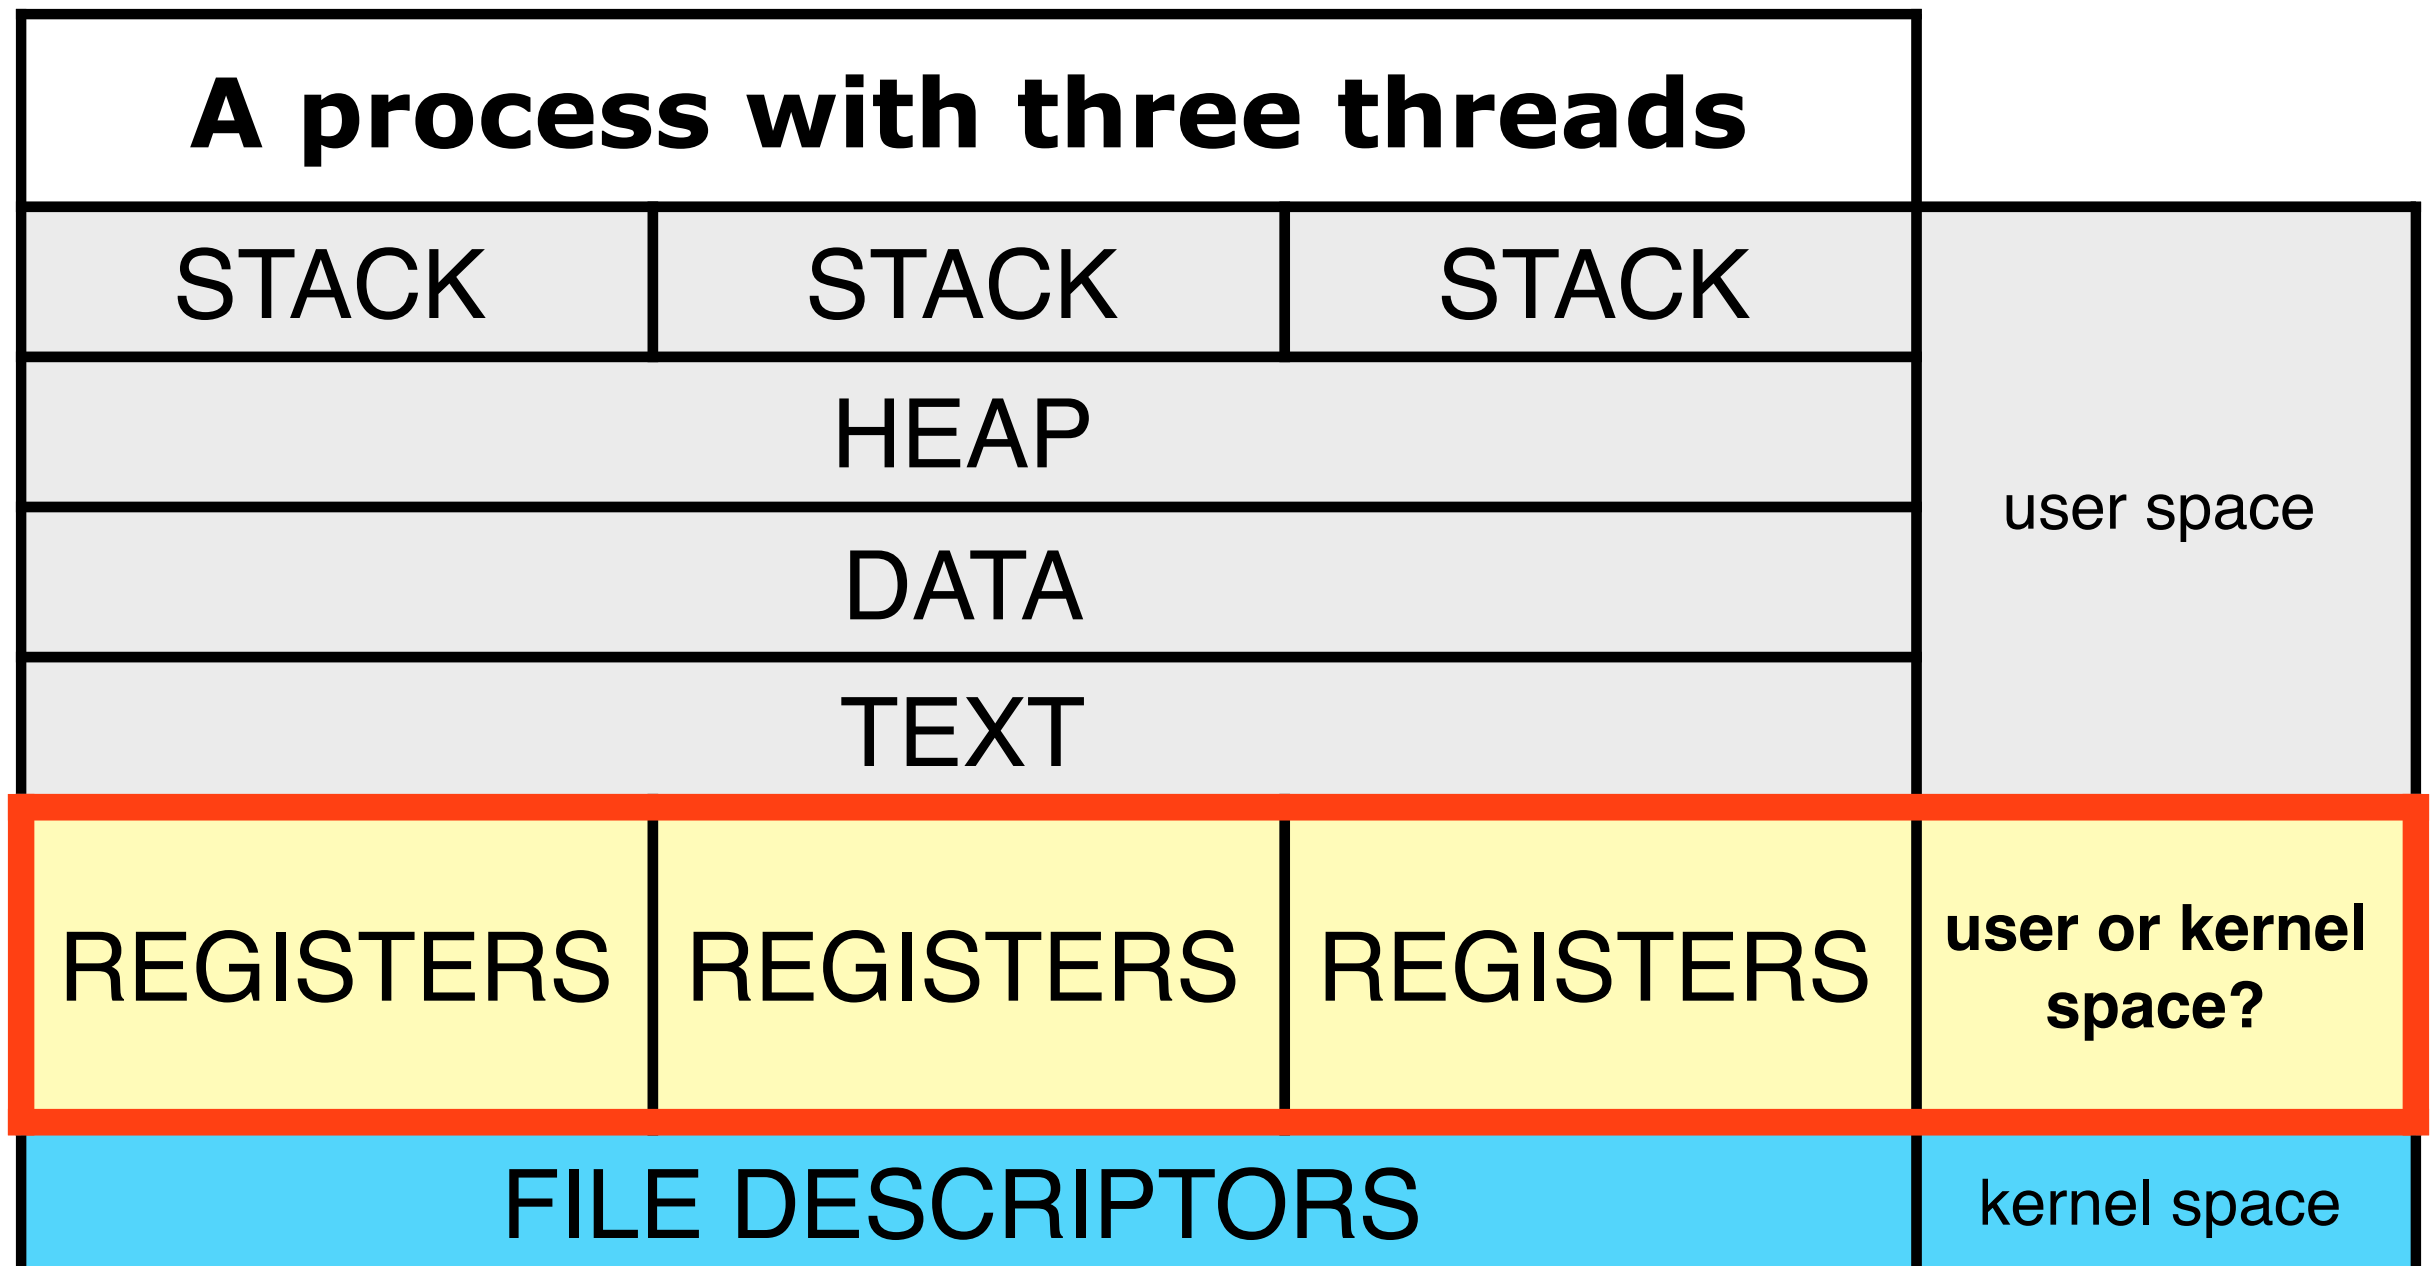 A process with three threads
STACK
STACK
STACK
HEAP
user space
DATA
TEXT
REGISTERS
REGISTERS
REGISTERS
user or kernel
space?
FILE DESCRIPTORS
kernel space